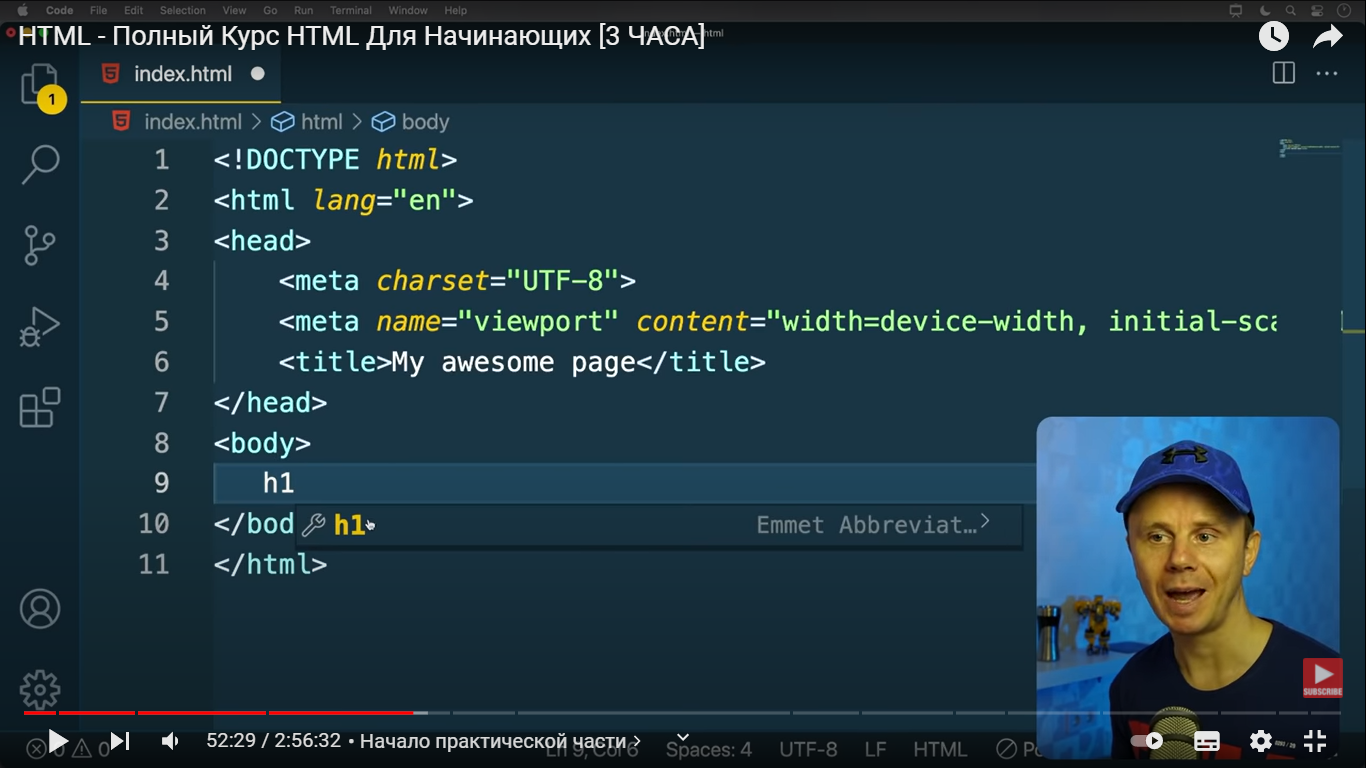 Code File Edit Selection View Go Run Terminal Window Help
HTML - Полный Курс HTML Для Начинающих [3 ЧАСА]
index.html
1
index.html > html > body
1 <!DOCTYPE html>
2 <html lang="en">
3 <head>
4 <meta charset="UTF-8">
5 <meta name="viewport" content="width=device-width, initial-sca
6 <title>My awesome page</title>
7 </head>
8 <body>
9 h1
10 </bod
h1 Emmet Abbreviat…>
11 </html>
SUBSCRIBE
52:29 / 2:56:32 • Начало практической части
0 0 Ln 9, Col 6 Spaces: 4 UTF-8 LF HTML